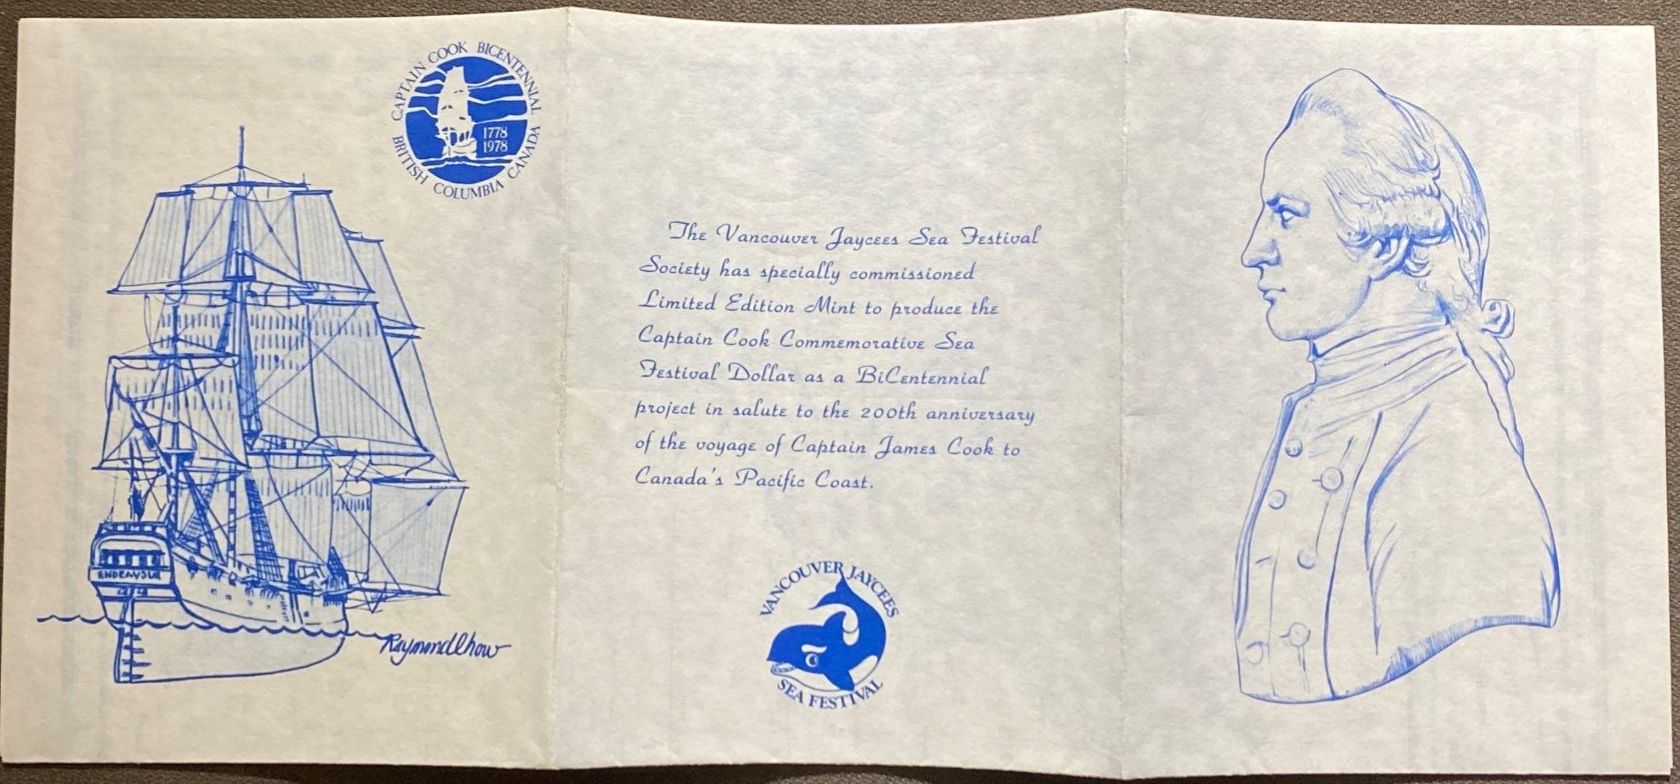 CAPTAIN COOK BICENTENNIAL
1778
1978
BRITISH COLUMBIA CANADA
ENDEAVOUR
Raymond Chow
The Vancouver Jaycees Sea Festival
Society has specially commissioned
Limited Edition Mint to produce the
Captain Cook Commemorative Sea
Festival Dollar as a BiCentennial
project in salute to the 200th anniversary
of the voyage of Captain James Cook to
Canada's Pacific Coast.
VANCOUVER JAYCEES
SEA FESTIVAL